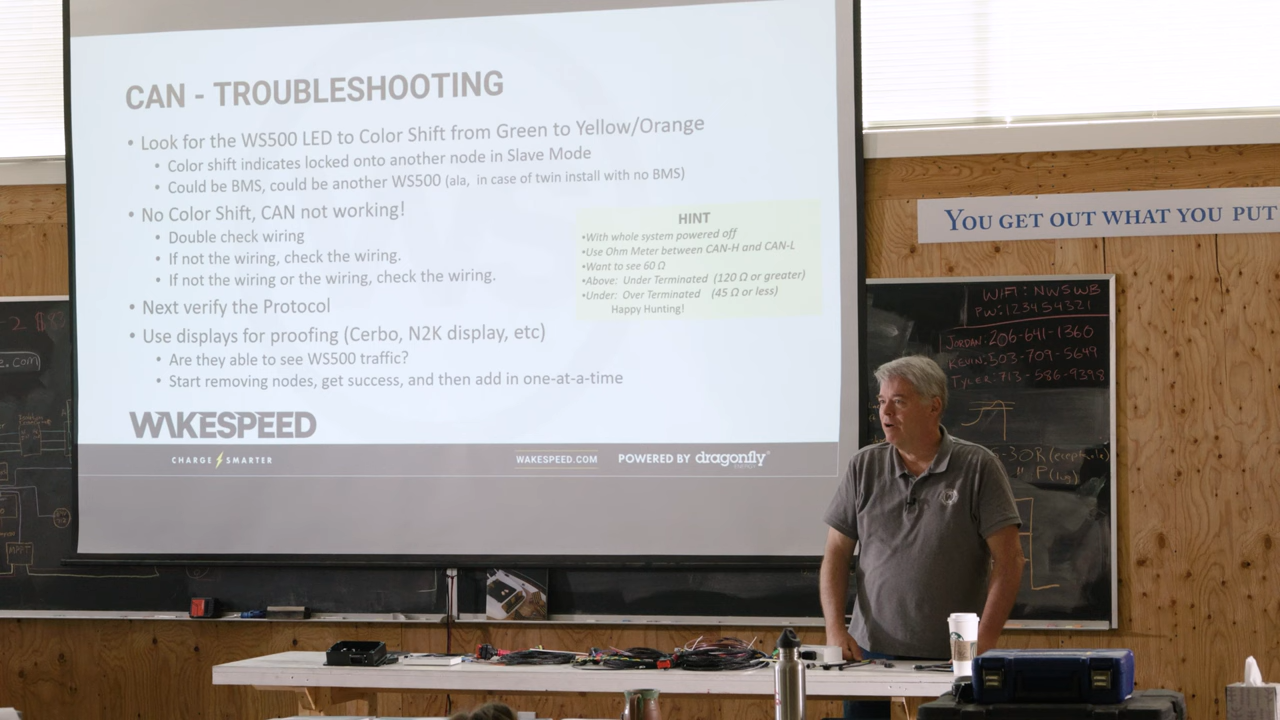 CAN - TROUBLESHOOTING
• Look for the WS500 LED to Color Shift from Green to Yellow/Orange
• Color shift indicates locked onto another node in Slave Mode
• Could be BMS, could be another WS500 (ala, in case of twin install with no BMS)
• No Color Shift, CAN not working!
• Double check wiring
• If not the wiring, check the wiring.
• If not the wiring or the wiring, check the wiring.
• Next verify the Protocol
• Use displays for proofing (Cerbo, N2K display, etc)
• Are they able to see WS500 traffic?
• Start removing nodes, get success, and then add in one-at-a-time
HINT
•With whole system powered off
•Use Ohm Meter between CAN-H and CAN-L
•Want to see 60 Ω
•Above: Under Terminated (120 Ω or greater)
•Under: Over Terminated (45 Ω or less)
Happy Hunting!
WAKESPEED
CHARGE SMARTER
WAKESPEED.COM
POWERED BY dragonfly
ENERGY
YOU GET OUT WHAT YOU PUT
WIFI: NWSWB
PW: 123454321
JORDAN: 206-641-1360
KEVIN: 503-709-5649
TYLER: 713-586-9398
-30R (
" P(lug)
e.com
MPPT